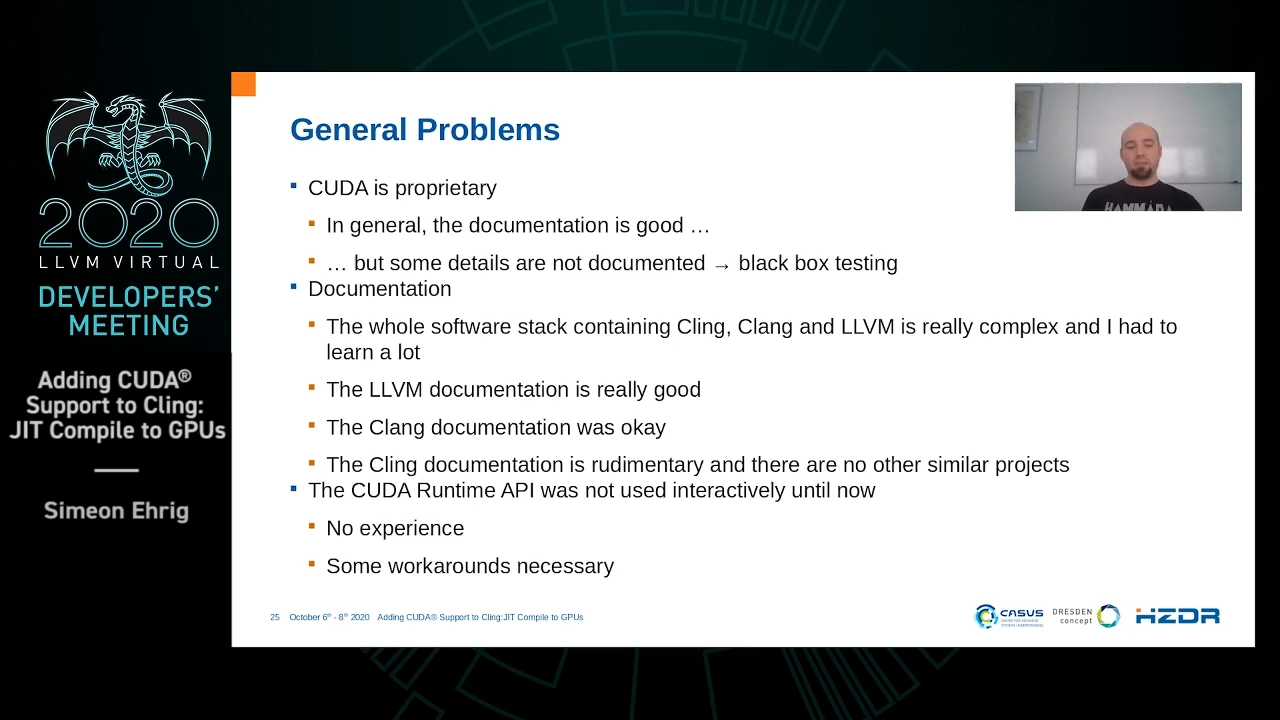 2020
LLVM VIRTUAL
DEVELOPERS'
MEETING
Adding CUDA®
Support to Cling:
JIT Compile to GPUs
Simeon Ehrig
General Problems
CUDA is proprietary
In general, the documentation is good …
… but some details are not documented → black box testing
Documentation
The whole software stack containing Cling, Clang and LLVM is really complex and I had to
learn a lot
The LLVM documentation is really good
The Clang documentation was okay
The Cling documentation is rudimentary and there are no other similar projects
The CUDA Runtime API was not used interactively until now
No experience
Some workarounds necessary
25 October 6th - 8th 2020 Adding CUDA® Support to Cling:JIT Compile to GPUs
CASUS
DRESDEN
concept
HZDR